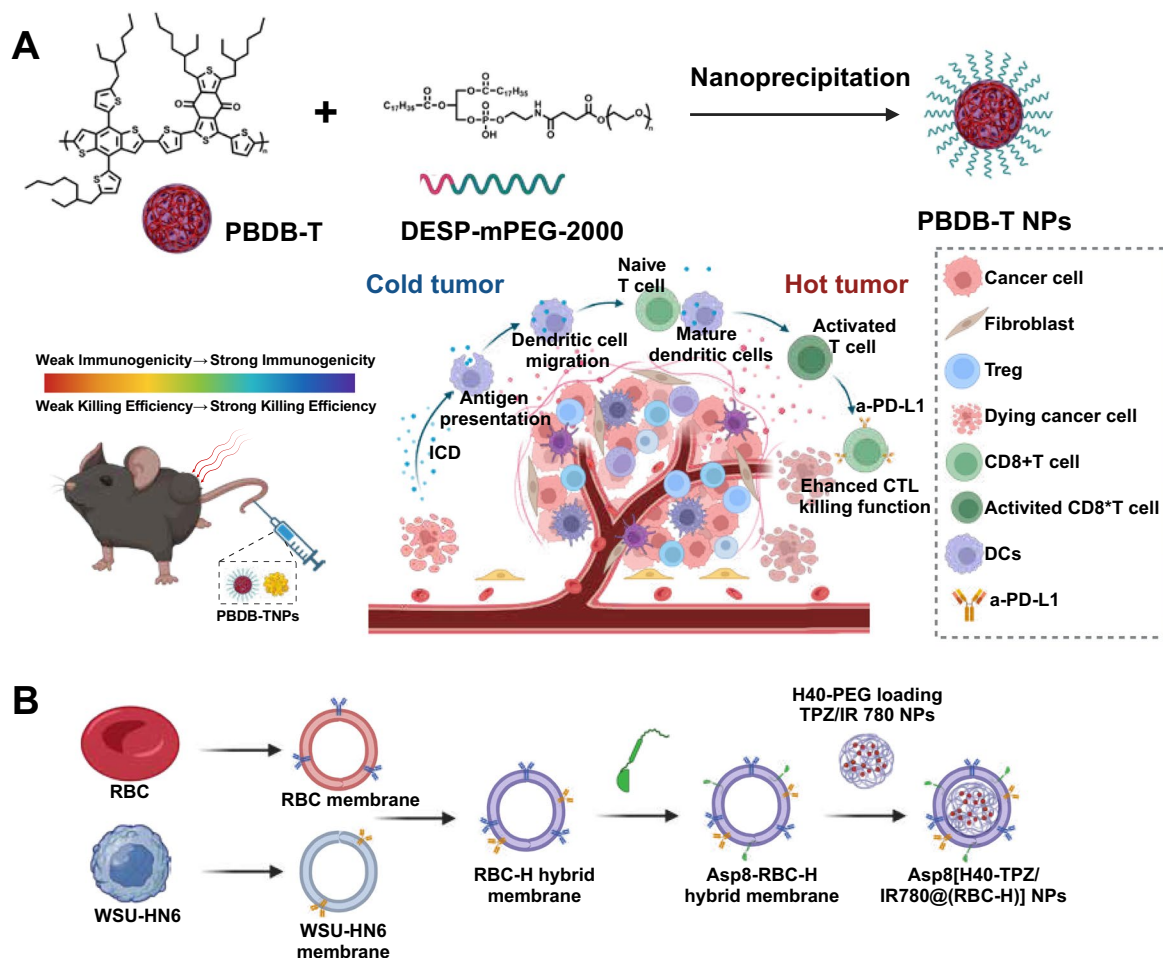 A
S
S
S
S
S
S
S
S
O
O
n
+
O
C₁₇H₃₅
O
C₁₇H₃₅
O
O
O
O
P
O
OH
H
N
O
O
O
O
n
Nanoprecipitation
PBDB-T
DESP-mPEG-2000
PBDB-T NPs
Cold tumor
Naive
T cell
Hot tumor
Dendritic cell
migration
Mature
dendritic cells
Activated
T cell
Weak Immunogenicity→Strong Immunogenicity
Weak Killing Efficiency→Strong Killing Efficiency
Antigen
presentation
ICD
a-PD-L1
Ehanced CTL
killing function
PBDB-TNPs
Cancer cell
Fibroblast
Treg
Dying cancer cell
CD8+T cell
Activited CD8*T cell
DCs
a-PD-L1
B
RBC
RBC membrane
WSU-HN6
WSU-HN6
membrane
RBC-H hybrid
membrane
Asp8-RBC-H
hybrid membrane
H40-PEG loading
TPZ/IR 780 NPs
Asp8[H40-TPZ/
IR780@(RBC-H)] NPs